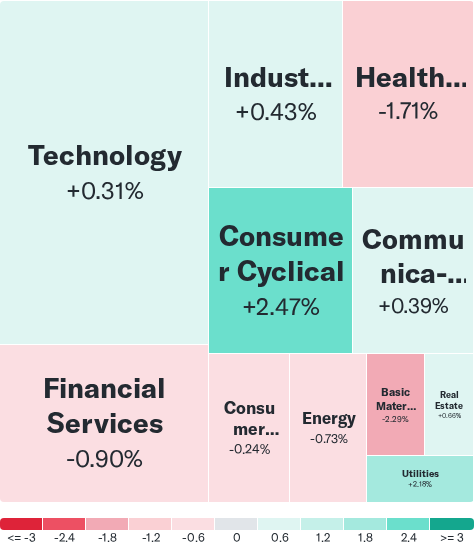 Technology
+0.31%
Indust...
+0.43%
Health...
-1.71%
Consume
r Cyclical
+2.47%
Commu
nica-...
+0.39%
Financial
Services
-0.90%
Consu
mer...
-0.24%
Energy
-0.73%
Basic
Mater...
-2.29%
Real
Estate
+0.66%
Utilities
+2.18%
<= -3 -2.4 -1.8 -1.2 -0.6 0 0.6 1.2 1.8 2.4 >= 3